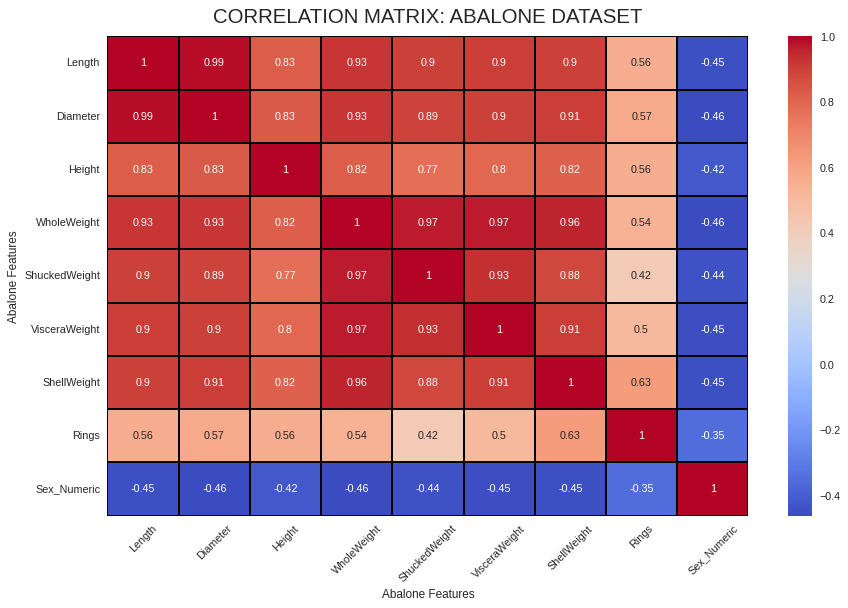 CORRELATION MATRIX: ABALONE DATASET
Length 1 0.99 0.83 0.93 0.9 0.9 0.9 0.56 -0.45
Diameter 0.99 1 0.83 0.93 0.89 0.9 0.91 0.57 -0.46
Height 0.83 0.83 1 0.82 0.77 0.8 0.82 0.56 -0.42
WholeWeight 0.93 0.93 0.82 1 0.97 0.97 0.96 0.54 -0.46
ShuckedWeight 0.9 0.89 0.77 0.97 1 0.93 0.88 0.42 -0.44
VisceraWeight 0.9 0.9 0.8 0.97 0.93 1 0.91 0.5 -0.45
ShellWeight 0.9 0.91 0.82 0.96 0.88 0.91 1 0.63 -0.45
Rings 0.56 0.57 0.56 0.54 0.42 0.5 0.63 1 -0.35
Sex_Numeric -0.45 -0.46 -0.42 -0.46 -0.44 -0.45 -0.45 -0.35 1
Abalone Features
Length Diameter Height WholeWeight ShuckedWeight VisceraWeight ShellWeight Rings Sex_Numeric
Abalone Features
1.0
0.8
0.6
0.4
0.2
0.0
−0.2
−0.4